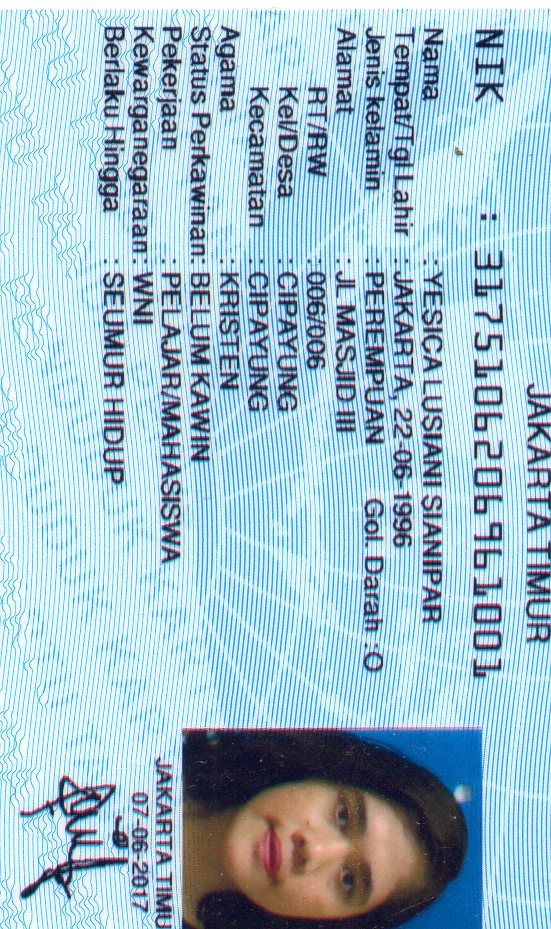 JAKARTA TIMUR
NIK : 3175106206961001
Nama : YESICA LUSIANI SIANIPAR
Tempat/Tgl Lahir : JAKARTA, 22-06-1996
Jenis kelamin : PEREMPUAN Gol. Darah : O
Alamat : JL MASJID III
RT/RW : 006/006
Kel/Desa : CIPAYUNG
Kecamatan : CIPAYUNG
Agama : KRISTEN
Status Perkawinan : BELUM KAWIN
Pekerjaan : PELAJAR/MAHASISWA
Kewarganegaraan : WNI
Berlaku Hingga : SEUMUR HIDUP
JAKARTA TIMU
07-06-2017